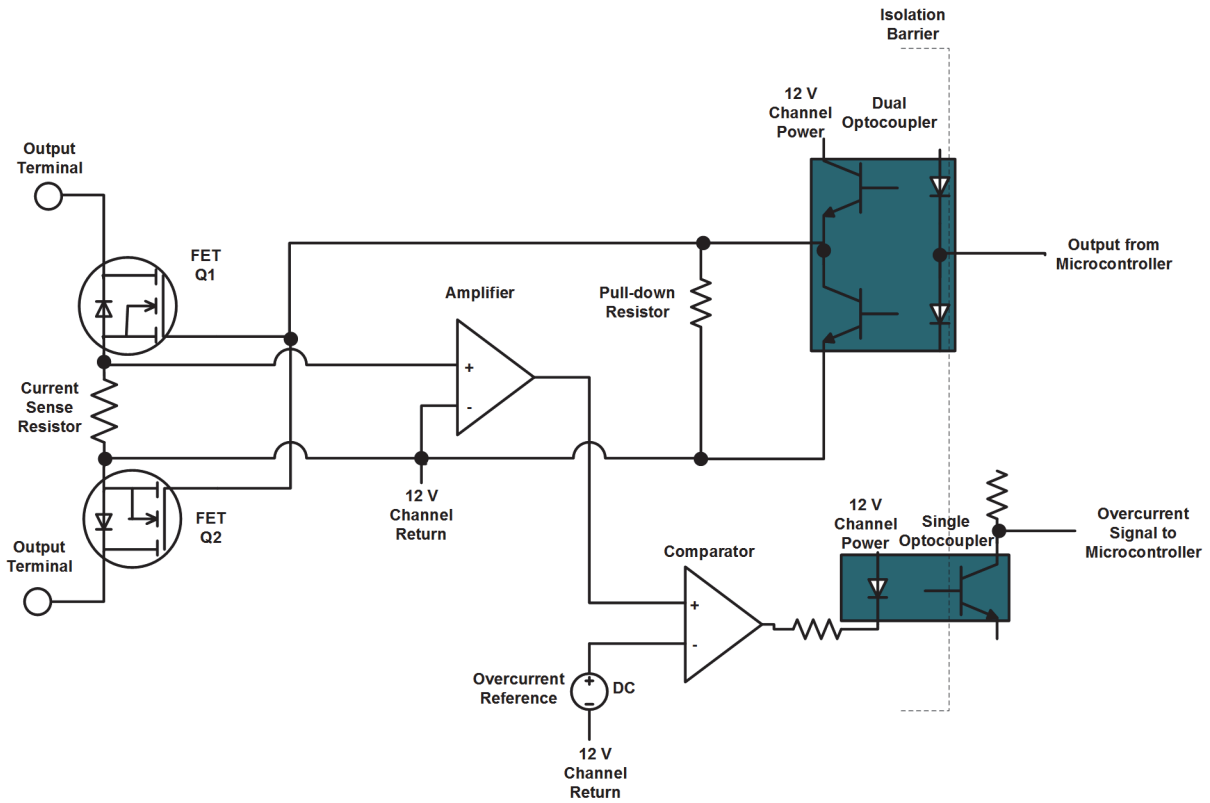 Isolation
Barrier
12 V
Channel
Power
Dual
Optocoupler
Output
Terminal
FET
Q1
Output from
Microcontroller
Amplifier
Pull-down
Resistor
+
-
Current
Sense
Resistor
12 V
Channel
Return
FET
Q2
Output
Terminal
12 V
Channel
Power
Single
Optocoupler
Overcurrent
Signal to
Microcontroller
Comparator
+
-
Overcurrent
Reference
+
-
DC
12 V
Channel
Return